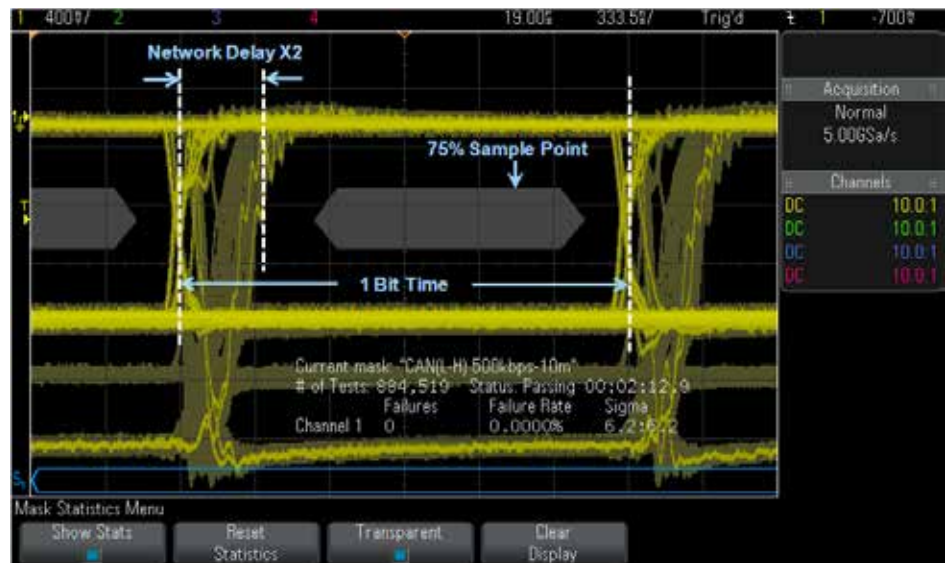 1 400V/ 2 3 4 19.00s 333.5s/ Trig'd 1 -700V
Network Delay X2
Acquisition
Normal
5.00GSa/s
75% Sample Point
Channels
DC 10.0:1
DC 10.0:1
DC 10.0:1
DC 10.0:1
T
1 Bit Time
Current mask: "CAN(L-H) 500kbps-10m"
# of Tests: 884,519 Status: Passing 00:02:12.9
Failures Failure Rate Sigma
Channel 1 0 0.0000% 6.2:6.2
Mask Statistics Menu
Show Stats
Reset
Statistics
Transparent
Clear
Display